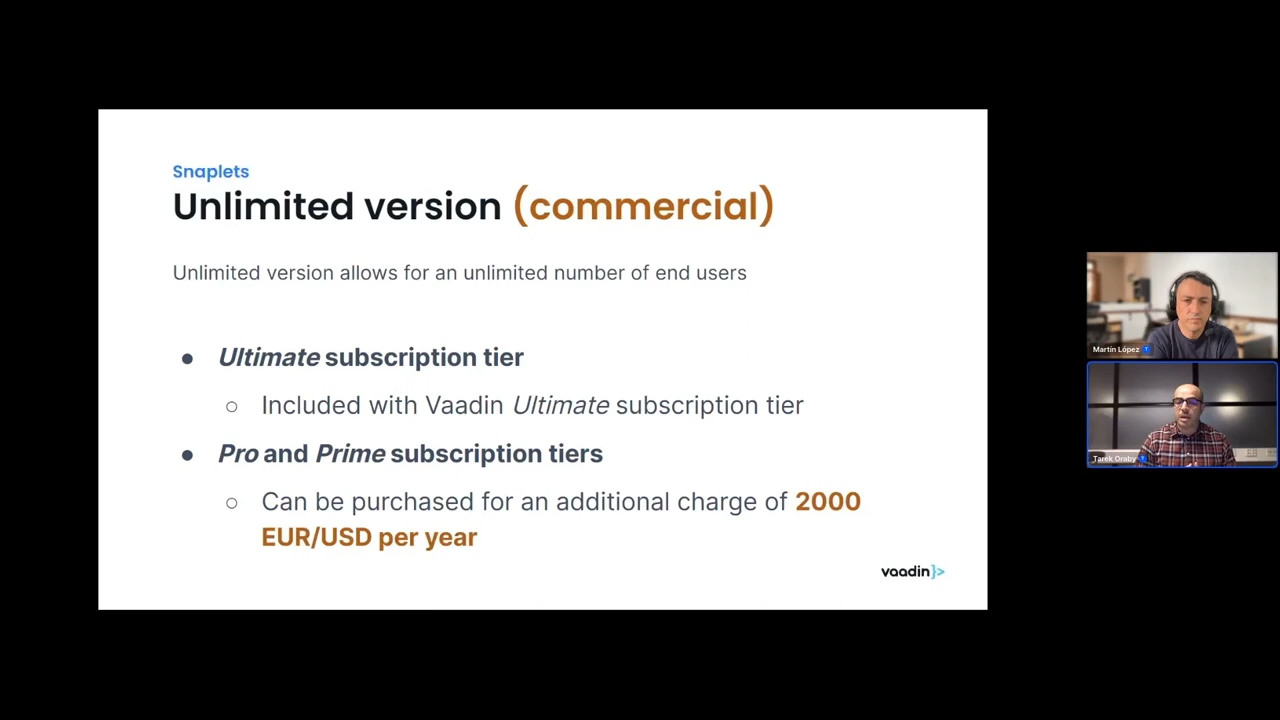 Snaplets
Unlimited version (commercial)
Unlimited version allows for an unlimited number of end users
● Ultimate subscription tier
○ Included with Vaadin Ultimate subscription tier
● Pro and Prime subscription tiers
○ Can be purchased for an additional charge of 2000
EUR/USD per year
vaadin}>
Martín López
Tarek Oraby